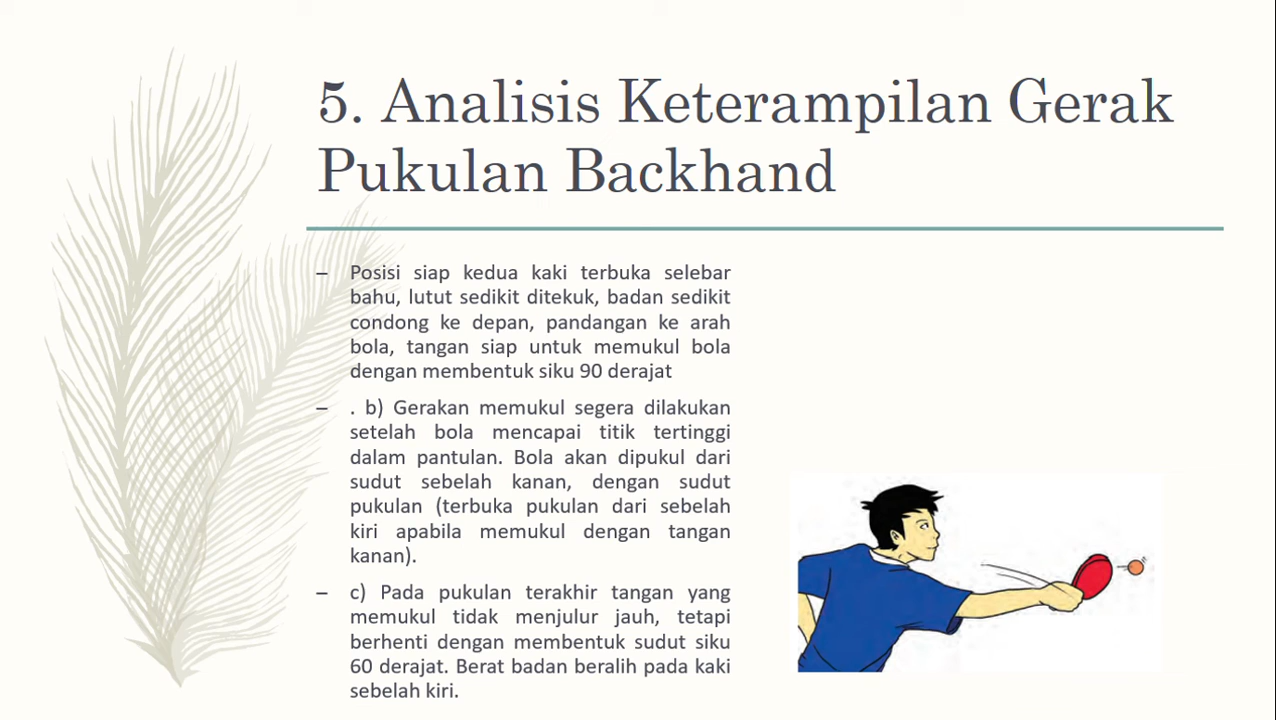 5. Analisis Keterampilan Gerak
Pukulan Backhand
– Posisi siap kedua kaki terbuka selebar
bahu, lutut sedikit ditekuk, badan sedikit
condong ke depan, pandangan ke arah
bola, tangan siap untuk memukul bola
dengan membentuk siku 90 derajat
– . b) Gerakan memukul segera dilakukan
setelah bola mencapai titik tertinggi
dalam pantulan. Bola akan dipukul dari
sudut sebelah kanan, dengan sudut
pukulan (terbuka pukulan dari sebelah
kiri apabila memukul dengan tangan
kanan).
– c) Pada pukulan terakhir tangan yang
memukul tidak menjulur jauh, tetapi
berhenti dengan membentuk sudut siku
60 derajat. Berat badan beralih pada kaki
sebelah kiri.